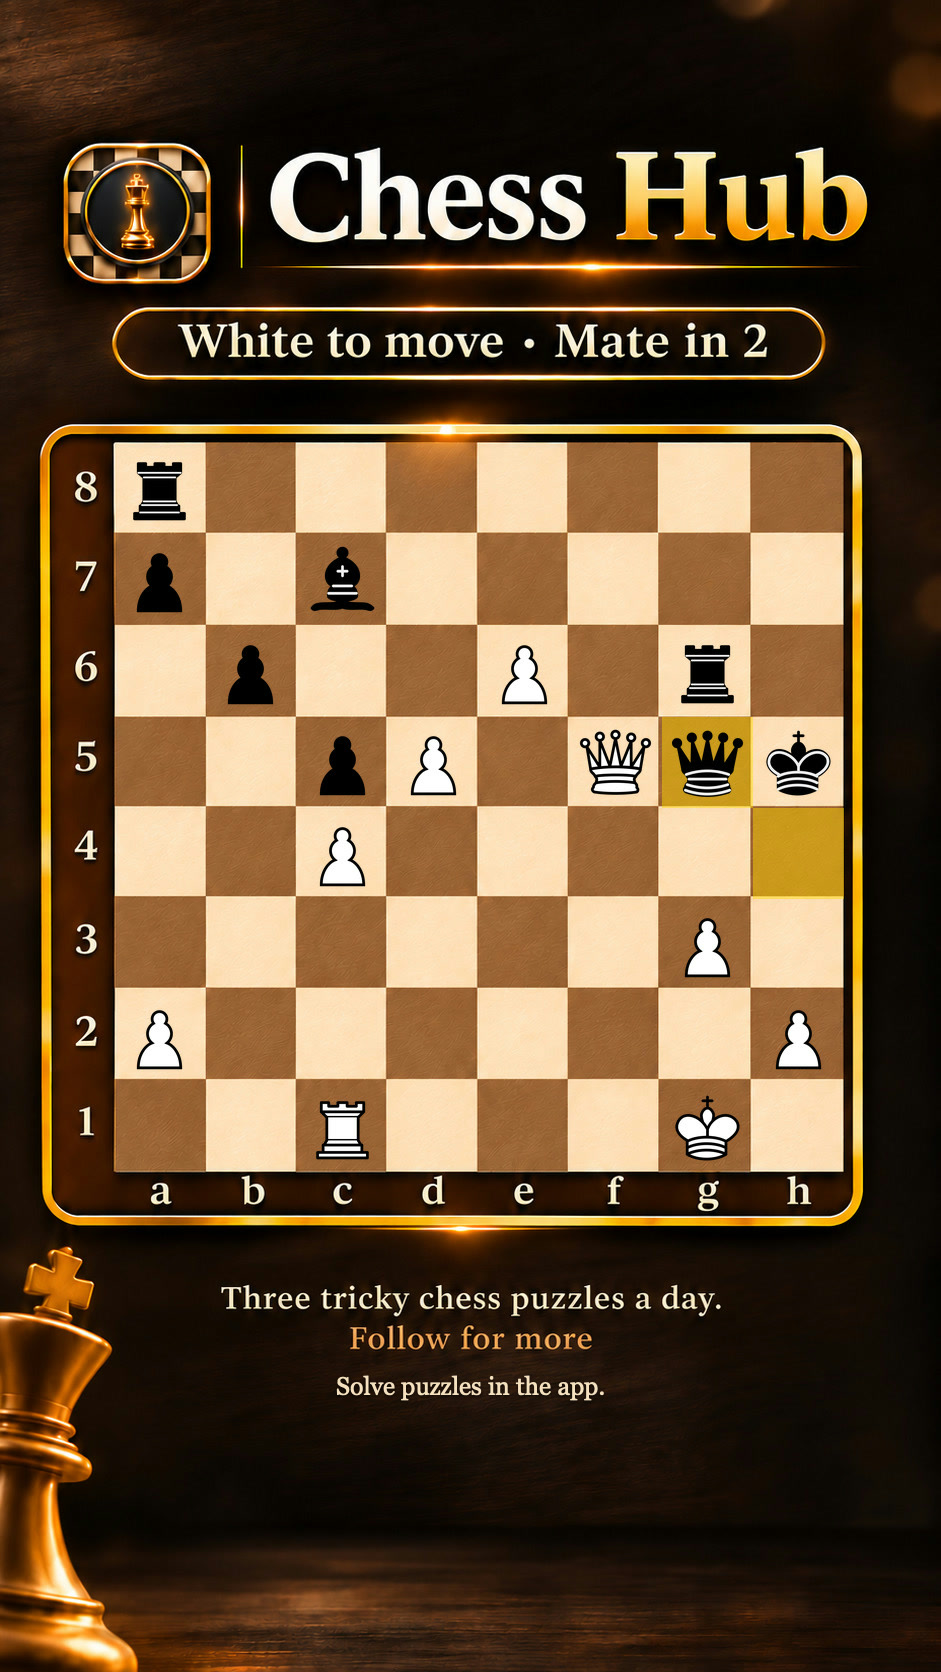 Chess Hub
White to move • Mate in 2
8
7
6
5
4
3
2
1
a b c d e f g h
Three tricky chess puzzles a day.
Follow for more
Solve puzzles in the app.